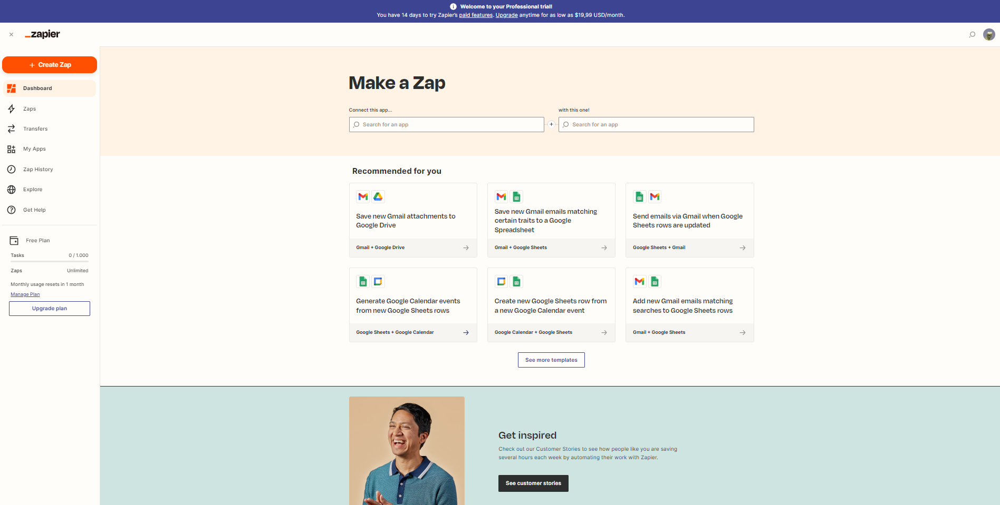 Welcome to your Professional trial!
You have 14 days to try Zapier's paid features. Upgrade anytime for as low as $19,99 USD/month.
zapier
Create Zap
Dashboard
Zaps
Transfers
My Apps
Zap History
Explore
Get Help
Free Plan
Tasks 0 / 1.000
Zaps Unlimited
Monthly usage resets in 1 month
Manage Plan
Upgrade plan
Make a Zap
Connect this app...
Search for an app
with this one!
Search for an app
Recommended for you
Save new Gmail attachments to
Google Drive
Gmail + Google Drive
Save new Gmail emails matching
certain traits to a Google
Spreadsheet
Gmail + Google Sheets
Send emails via Gmail when Google
Sheets rows are updated
Google Sheets + Gmail
Generate Google Calendar events
from new Google Sheets rows
Google Sheets + Google Calendar
Create new Google Sheets row from
a new Google Calendar event
Google Calendar + Google Sheets
Add new Gmail emails matching
searches to Google Sheets rows
Gmail + Google Sheets
See more templates
Get inspired
Check out our Customer Stories to see how people like you are saving
several hours each week by automating their work with Zapier.
See customer stories